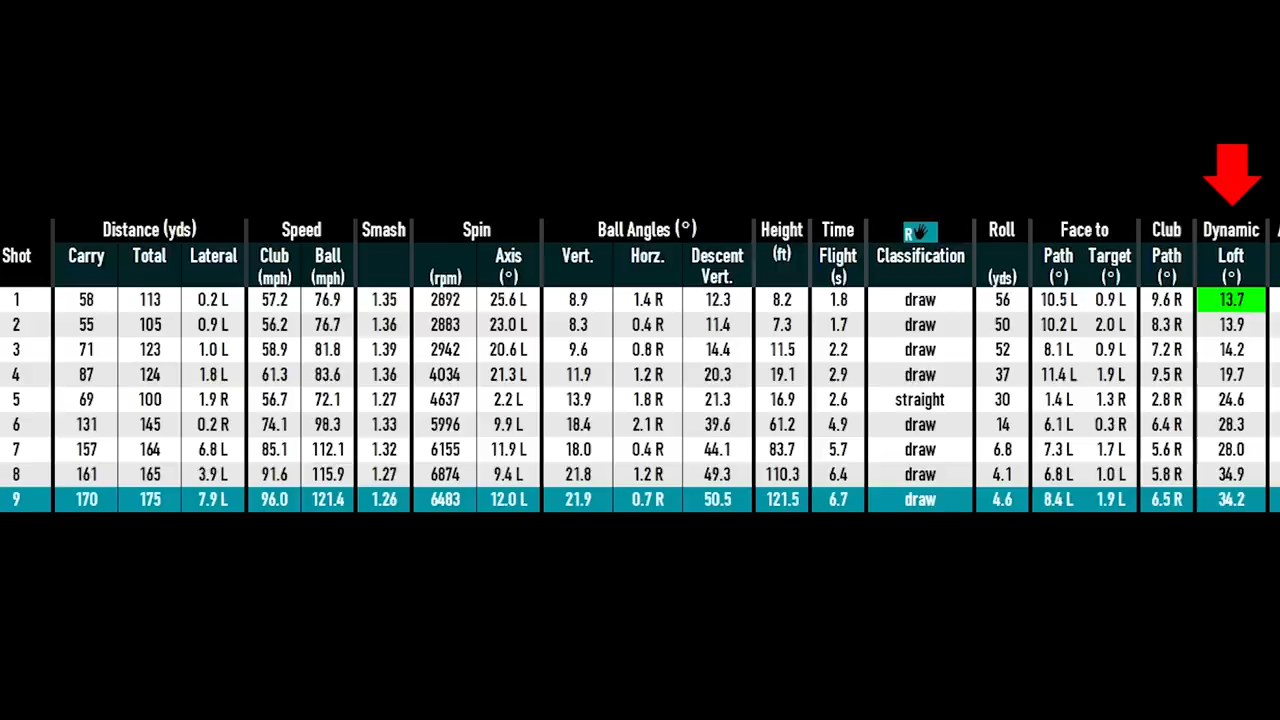 Distance (yds) Speed Smash Spin Ball Angles (°) Height Time R Roll Face to Club Dynamic
Shot Carry Total Lateral Club Ball Axis Vert. Horz. Descent (ft) Flight Classification Path Target Path Loft
(mph) (mph) (rpm) (°) Vert. (s) (yds) (°) (°) (°) (°)
1 58 113 0.2 L 57.2 76.9 1.35 2892 25.6 L 8.9 1.4 R 12.3 8.2 1.8 draw 56 10.5 L 0.9 L 9.6 R 13.7
2 55 105 0.9 L 56.2 76.7 1.36 2883 23.0 L 8.3 0.4 R 11.4 7.3 1.7 draw 50 10.2 L 2.0 L 8.3 R 13.9
3 71 123 1.0 L 58.9 81.8 1.39 2942 20.6 L 9.6 0.8 R 14.4 11.5 2.2 draw 52 8.1 L 0.9 L 7.2 R 14.2
4 87 124 1.8 L 61.3 83.6 1.36 4034 21.3 L 11.9 1.2 R 20.3 19.1 2.9 draw 37 11.4 L 1.9 L 9.5 R 19.7
5 69 100 1.9 R 56.7 72.1 1.27 4637 2.2 L 13.9 1.8 R 21.3 16.9 2.6 straight 30 1.4 L 1.3 R 2.8 R 24.6
6 131 145 0.2 R 74.1 98.3 1.33 5996 9.9 L 18.4 2.1 R 39.6 61.2 4.9 draw 14 6.1 L 0.3 R 6.4 R 28.3
7 157 164 6.8 L 85.1 112.1 1.32 6155 11.9 L 18.0 0.4 R 44.1 83.7 5.7 draw 6.8 7.3 L 1.7 L 5.6 R 28.0
8 161 165 3.9 L 91.6 115.9 1.27 6874 9.4 L 21.8 1.2 R 49.3 110.3 6.4 draw 4.1 6.8 L 1.0 L 5.8 R 34.9
9 170 175 7.9 L 96.0 121.4 1.26 6483 12.0 L 21.9 0.7 R 50.5 121.5 6.7 draw 4.6 8.4 L 1.9 L 6.5 R 34.2